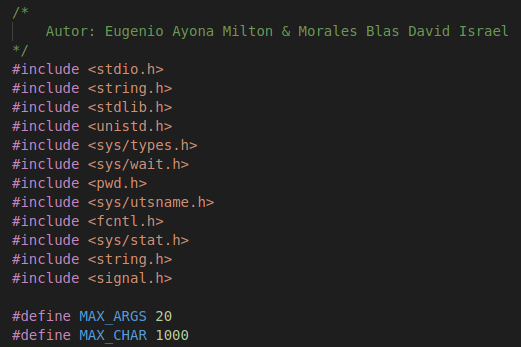 /*
    Autor: Eugenio Ayona Milton & Morales Blas David Israel
*/
#include <stdio.h>
#include <string.h>
#include <stdlib.h>
#include <unistd.h>
#include <sys/types.h>
#include <sys/wait.h>
#include <pwd.h>
#include <sys/utsname.h>
#include <fcntl.h>
#include <sys/stat.h>
#include <string.h>
#include <signal.h>

#define MAX_ARGS 20
#define MAX_CHAR 1000